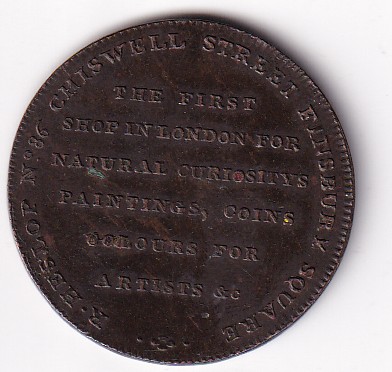 R. HESLOP No. 86 CHISWELL STREET FINSBURY SQUARE
THE FIRST
SHOP IN LONDON FOR
NATURAL CURIOSITYS
PAINTINGS, COINS
COLOURS FOR
ARTISTS &c